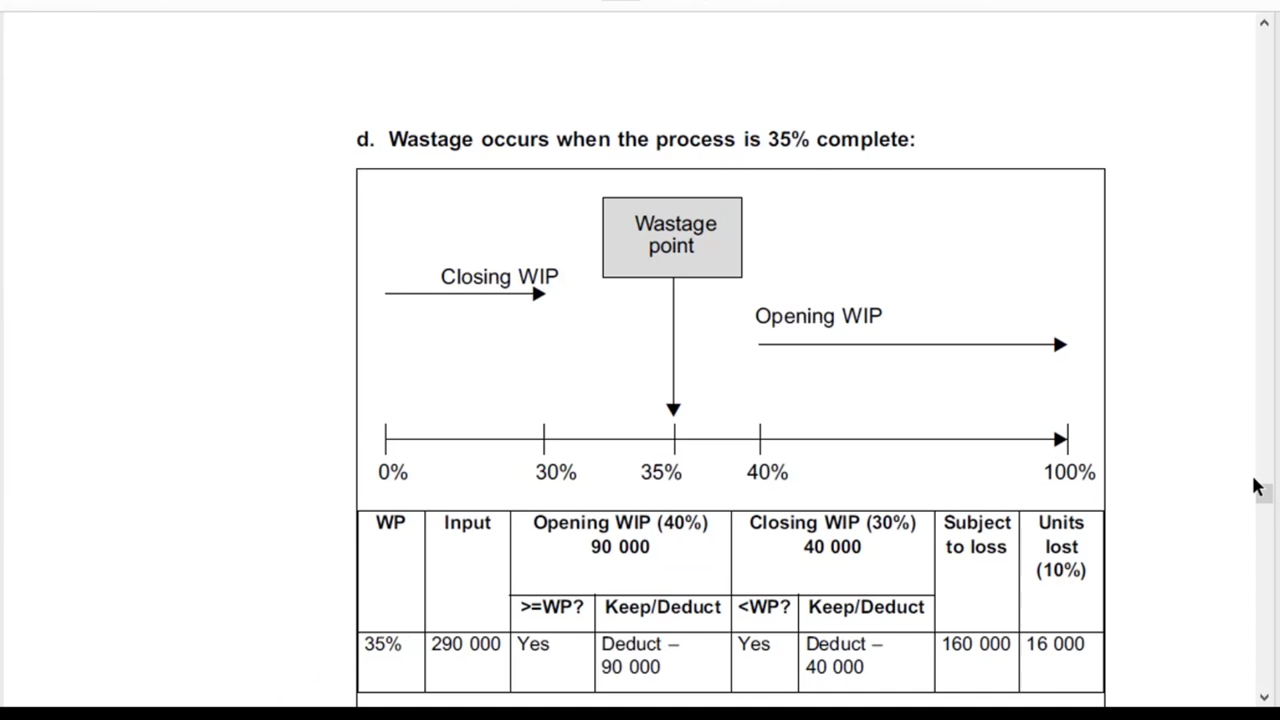 d. Wastage occurs when the process is 35% complete:
Wastage
point
Closing WIP
Opening WIP
0% 30% 35% 40% 100%
WP Input Opening WIP (40%) Closing WIP (30%) Subject Units
90 000 40 000 to loss lost
(10%)
>=WP? Keep/Deduct <WP? Keep/Deduct
35% 290 000 Yes Deduct – Yes Deduct – 160 000 16 000
90 000 40 000